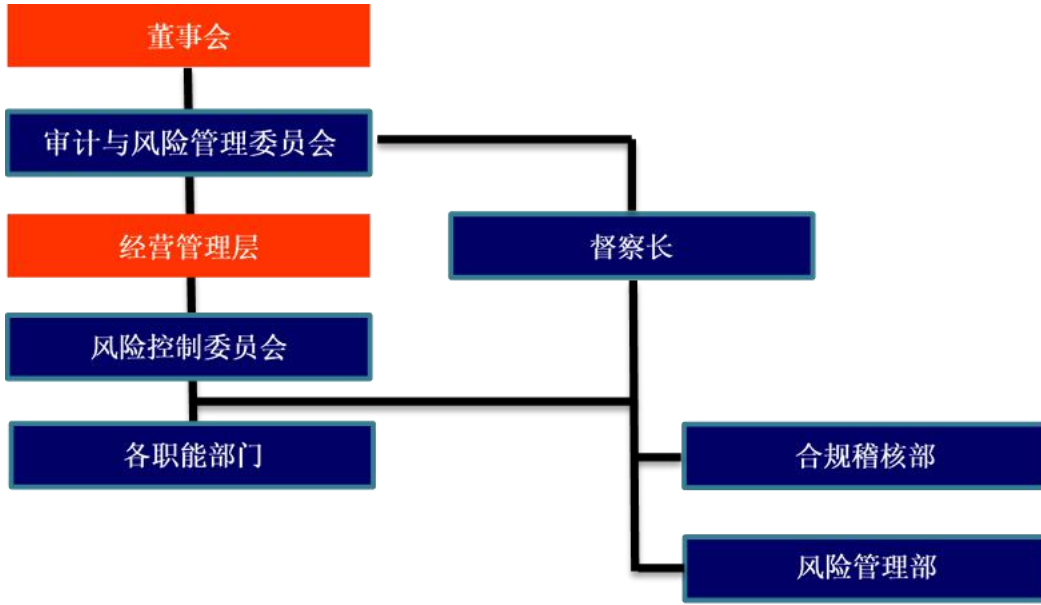 董事会
审计与风险管理委员会
经营管理层
督察长
风险控制委员会
各职能部门
合规稽核部
风险管理部